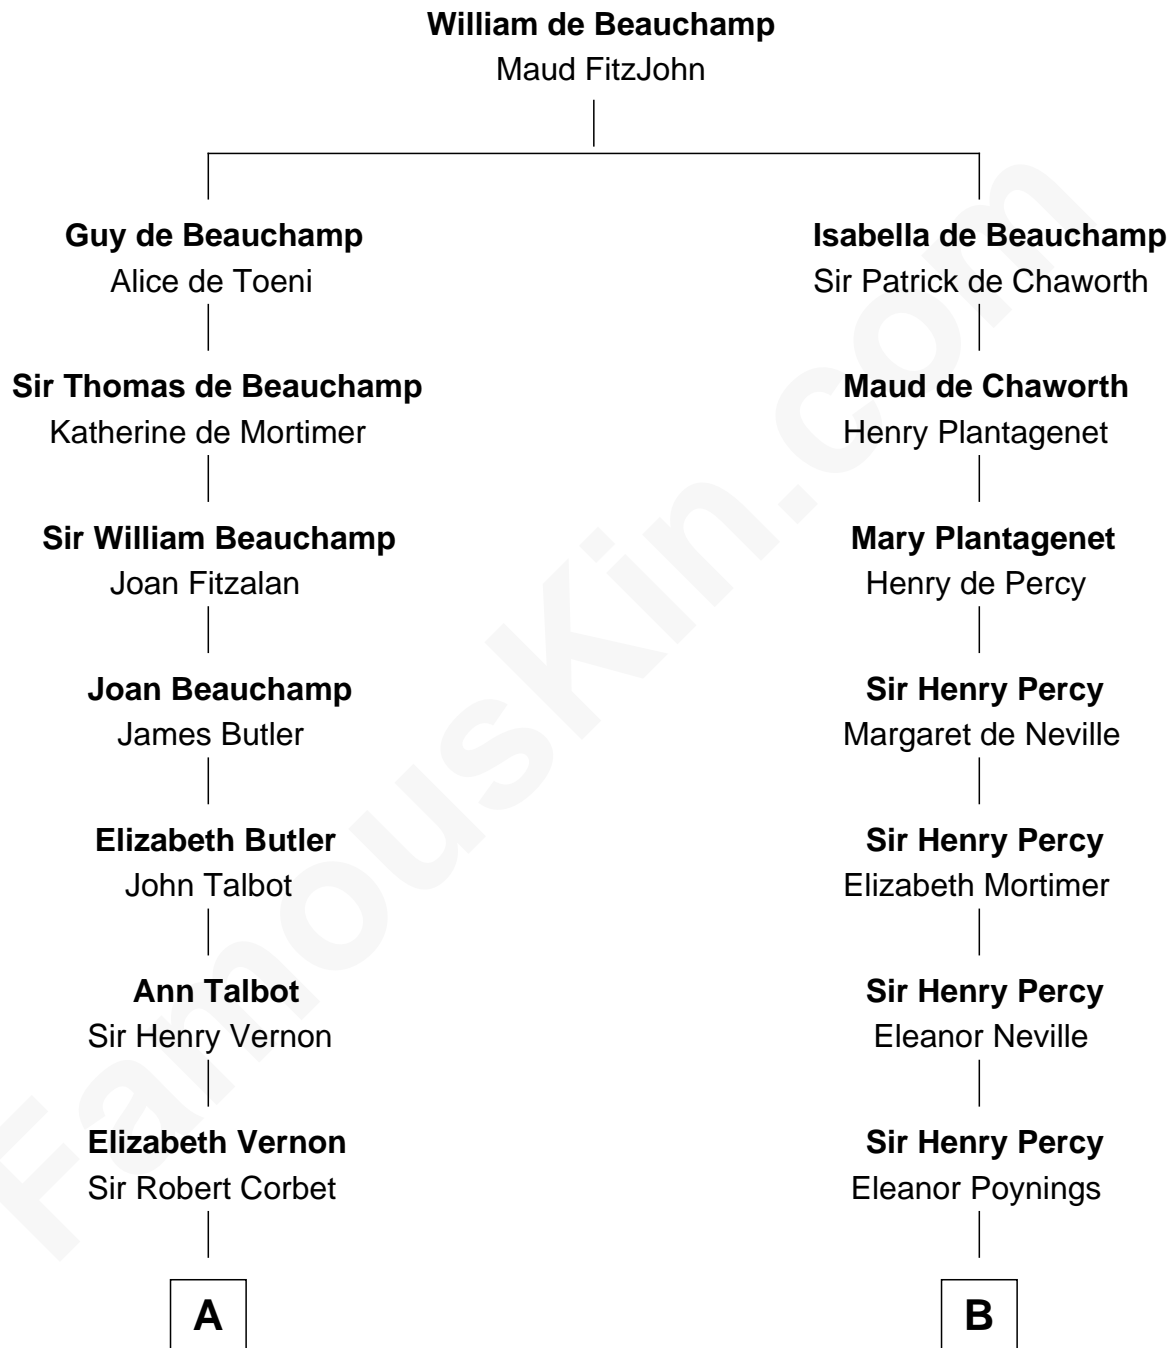 William de Beauchamp
Maud FitzJohn
Guy de Beauchamp
Alice de Toeni
Isabella de Beauchamp
Sir Patrick de Chaworth
Sir Thomas de Beauchamp
Katherine de Mortimer
Maud de Chaworth
Henry Plantagenet
Sir William Beauchamp
Joan Fitzalan
Mary Plantagenet
Henry de Percy
Joan Beauchamp
James Butler
Sir Henry Percy
Margaret de Neville
Elizabeth Butler
John Talbot
Sir Henry Percy
Elizabeth Mortimer
Ann Talbot
Sir Henry Vernon
Sir Henry Percy
Eleanor Neville
Elizabeth Vernon
Sir Robert Corbet
Sir Henry Percy
Eleanor Poynings
A
B
FamousKin.com